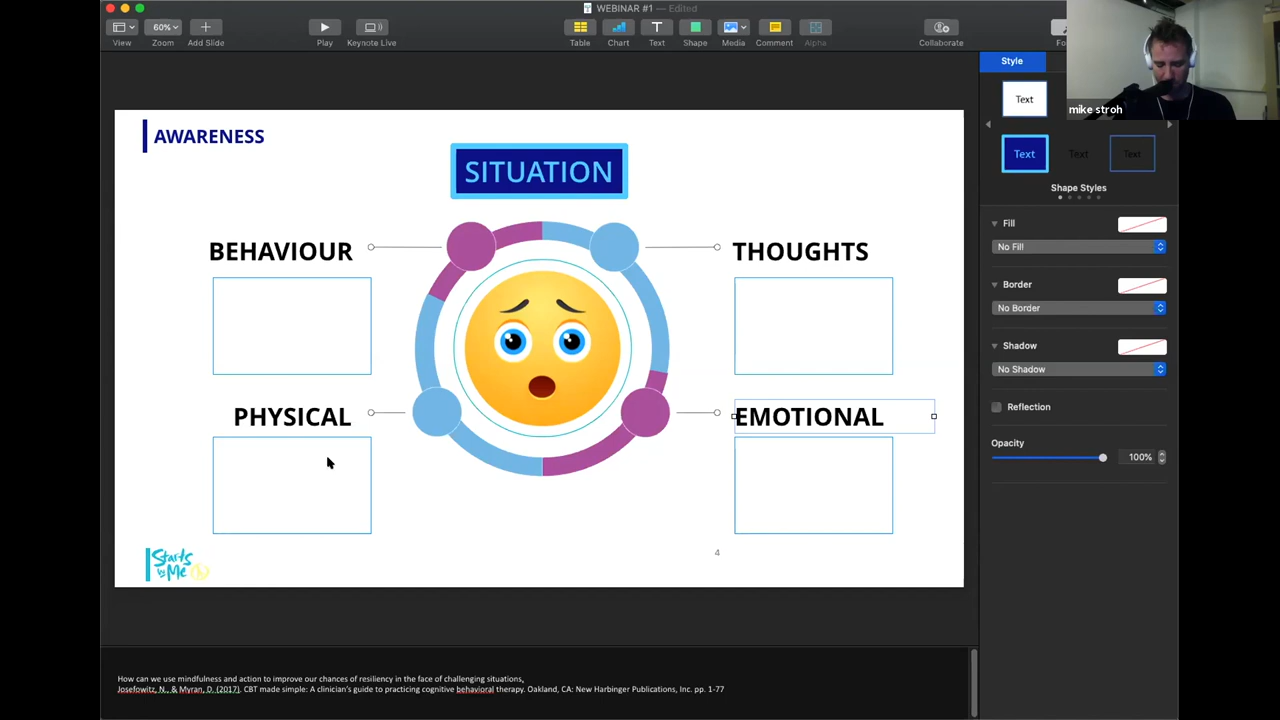 WEBINAR #1 — Edited
60%
View
Zoom
Add Slide
Play
Keynote Live
Table
Chart
Text
Shape
Media
Comment
Alpha
Collaborate
Style
Text
mike stroh
Text
Text
Text
Shape Styles
Fill
No Fill
Border
No Border
Shadow
No Shadow
Reflection
Opacity
100%
AWARENESS
SITUATION
BEHAVIOUR
THOUGHTS
PHYSICAL
EMOTIONAL
Starts
w/ Me
4
How can we use mindfulness and action to improve our chances of resiliency in the face of challenging situations,
Josefowitz, N., & Myran, D. (2017). CBT made simple: A clinician's guide to practicing cognitive behavioral therapy. Oakland, CA: New Harbinger Publications, Inc. pp. 1-77